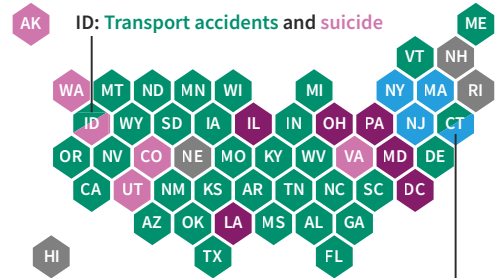 AK ID: Transport accidents and suicide ME
VT NH
WA MT ND MN WI MI NY MA RI
ID WY SD IA IL IN OH PA NJ CT
OR NV CO NE MO KY WV VA MD DE
CA UT NM KS AR TN NC SC DC
AZ OK LA MS AL GA
HI TX FL